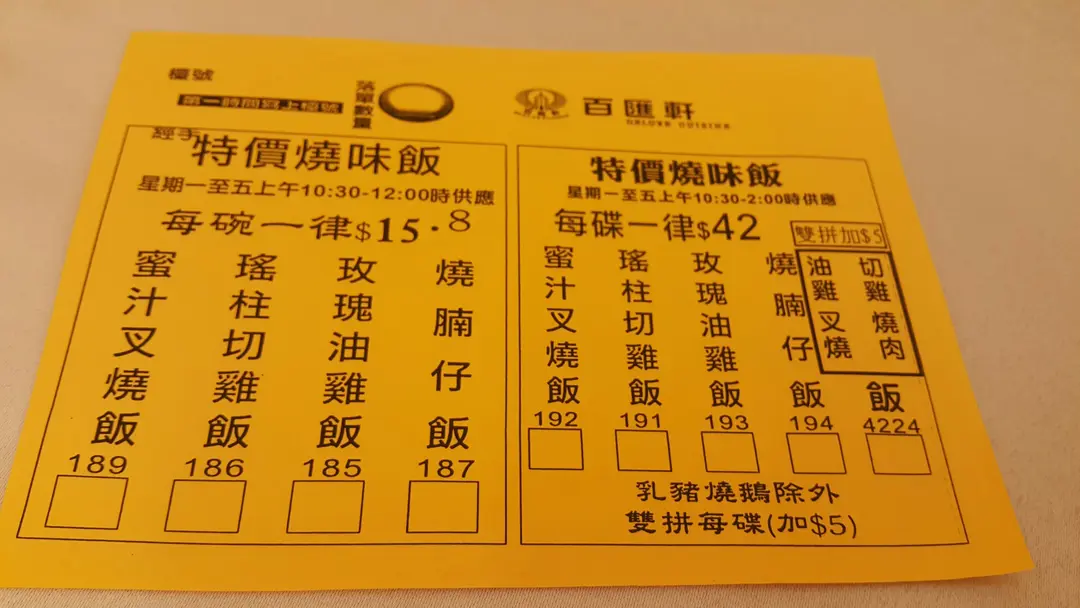 檯號
第一時間寫上檯號
落單數量
百匯軒
DELUXE CUISINE
經手
特價燒味飯
星期一至五上午10:30-12:00時供應
每碗一律$15.8
蜜汁叉燒飯
189
瑤柱切雞飯
186
玫瑰油雞飯
185
燒腩仔飯
187
特價燒味飯
星期一至五上午10:30-2:00時供應
每碟一律$42
雙拼加$5
蜜汁叉燒飯
192
瑤柱切雞飯
191
玫瑰油雞飯
193
燒腩仔飯
194
油雞 切雞
叉燒 燒肉
飯
4224
乳豬燒鵝除外
雙拼每碟(加$5)